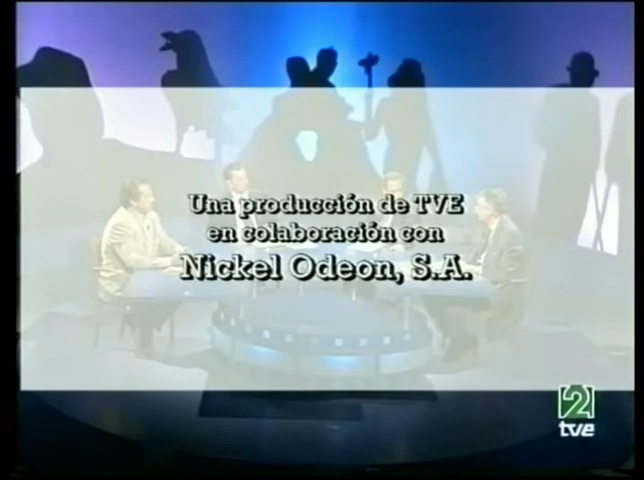 Una producción de TVE
en colaboración con
Nickel Odeon, S.A.
2
tve